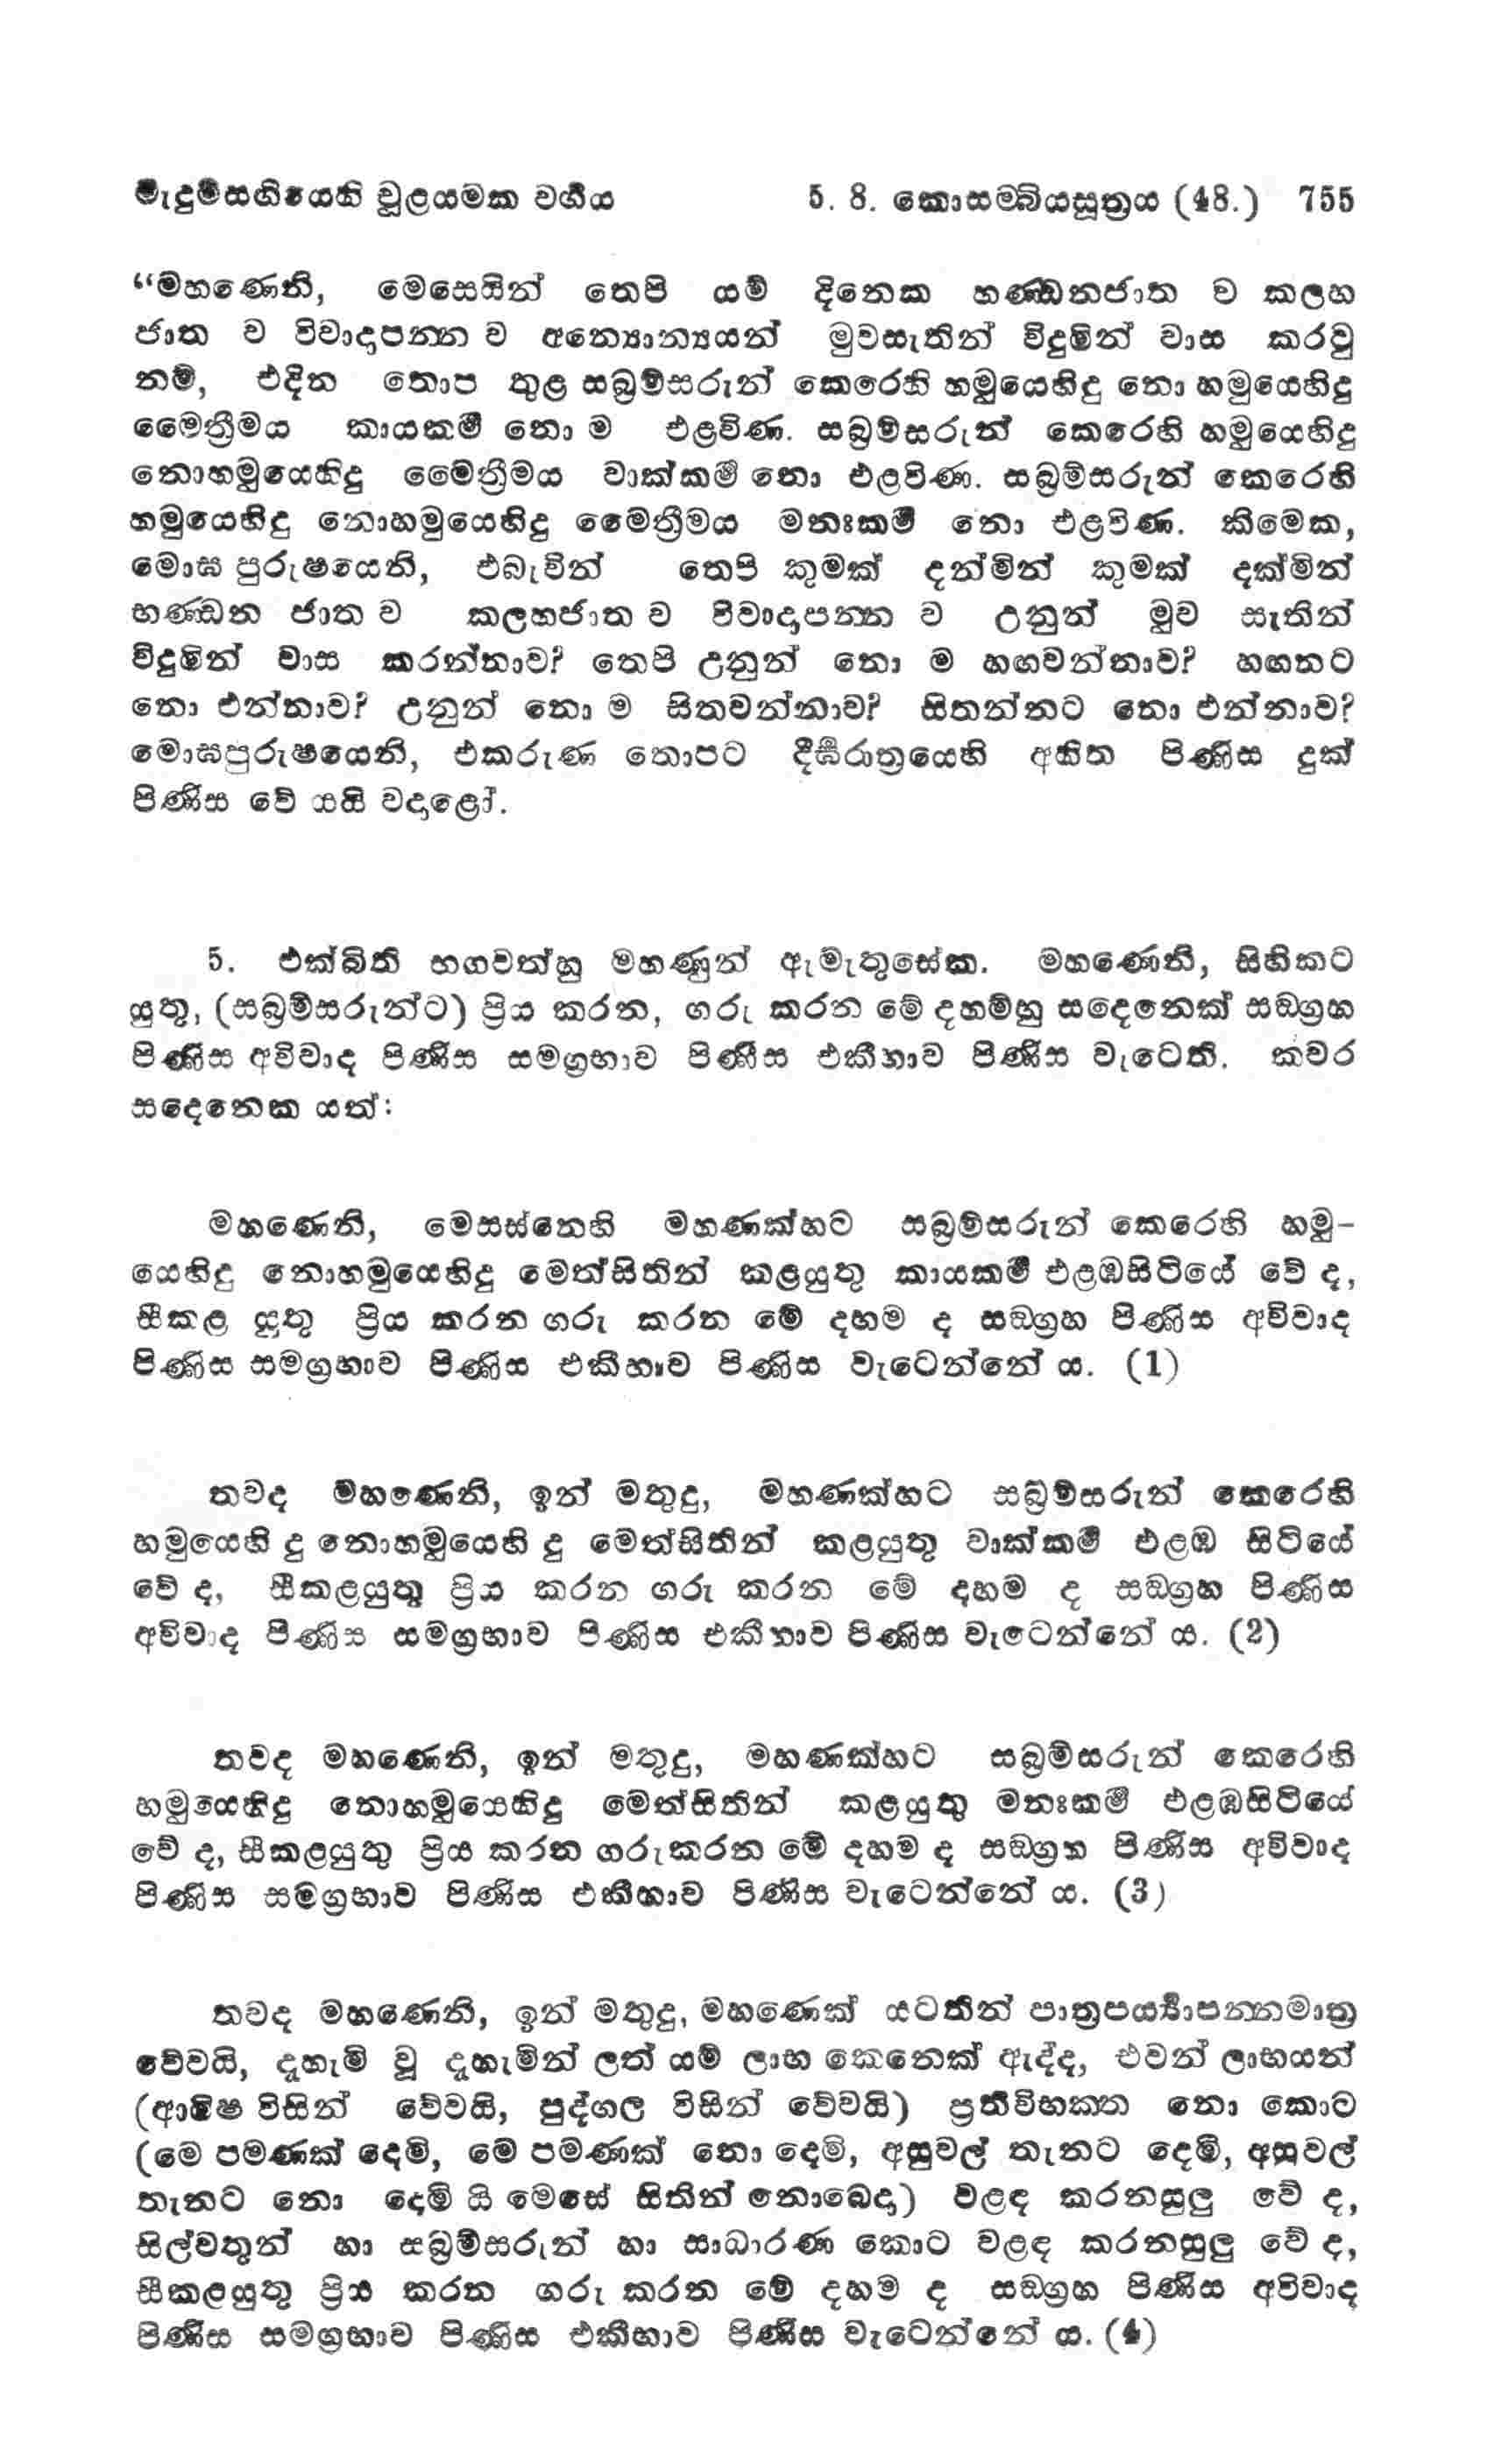 මැදුම්සඟියෙහි චූළයමක වර්‍ගය 5. 8. කොසම්බියසූත්‍රය (48.) 755
“මහණෙනි, මෙසෙයින් තෙපි යම් දිනෙක භණ්ඩනජාත ව කලහ
ජාත ව විවාදාපන්න ව අන්‍යොන්‍යයන් මුවසැතින් විදුමින් වාස කරවු
නම්, එදින තොප තුළ සබ්‍රම්සරුන් කෙරෙහි හමුයෙහිදු නො හමුයෙහිදු
මෛත්‍රීමය කායකර්‍ම නො ම එළවිණ. සබ්‍රම්සරුන් කෙරෙහි හමුයෙහිදු
නොහමුයෙහිදු මෛත්‍රීමය වාක්කර්‍ම නො එළවිණ. සබ්‍රම්සරුන් කෙරෙහි
හමුයෙහිදු නොහමුයෙහිදු මෛත්‍රීමය මනඃකර්‍ම නො එළවිණ. කිමෙක,
මොඝ පුරුෂයෙනි, එබැවින් තෙපි කුමක් දන්මින් කුමක් දක්මින්
භණ්ඩන ජාත ව කලහජාත ව විවාදාපන්න ව උනුන් මුව සැතින්
විදුමින් වාස කරන්නාව? තෙපි උනුන් නො ම හඟවන්නාව? හඟනට
නො එන්නාව? උනුන් නො ම සිතවන්නාව? සිතන්නට නො එන්නාව?
මොඝපුරුෂයෙනි, එකරුණ තොපට දීර්‍ඝරාත්‍රයෙහි අහිත පිණිස දුක්
පිණිස වේ යයි වදාළෝ.
5. එක්බිති භගවත්හු මහණුන් ඇමැතුසේක. මහණෙනි, සිහිකට
යුතු, (සබ්‍රම්සරුන්ට) ප්‍රිය කරන, ගරු කරන මේ දහම්හු සදෙනෙක් සඞ්ග්‍රහ
පිණිස අවිවාද පිණිස සමග්‍රභාව පිණිස එකීභාව පිණිස වැටෙති. කවර
සදෙනෙක යත්:
මහණෙනි, මෙසස්නෙහි මහණක්හට සබ්‍රම්සරුන් කෙරෙහි හමු-
යෙහිදු නොහමුයෙහිදු මෙත්සිතින් කළයුතු කායකර්‍ම එළඹසිටියේ වේ ද,
සීකළ යුතු ප්‍රිය කරන ගරු කරන මේ දහම ද සඞ්ග්‍රහ පිණිස අවිවාද
පිණිස සමග්‍රභාව පිණිස එකීභාව පිණිස වැටෙන්නේ ය. (1)
තවද මහණෙනි, ඉන් මතුදු, මහණක්හට සබ්‍රම්සරුන් කෙරෙහි
හමුයෙහි දු නොහමුයෙහි දු මෙත්සිතින් කළයුතු වාක්කර්‍ම එළඹ සිටියේ
වේ ද, සීකළයුතු ප්‍රිය කරන ගරු කරන මේ දහම ද සඞ්ග්‍රහ පිණිස
අවිවාද පිණිස සමග්‍රභාව පිණිස එකීභාව පිණිස වැටෙන්නේ ය. (2)
තවද මහණෙනි, ඉන් මතුදු, මහණක්හට සබ්‍රම්සරුන් කෙරෙහි
හමුයෙහිදු නොහමුයෙහිදු මෙත්සිතින් කළයුතු මනඃකර්‍ම එළඹසිටියේ
වේ ද, සීකළයුතු ප්‍රිය කරන ගරුකරන මේ දහම ද සඞ්ග්‍රහ පිණිස අවිවාද
පිණිස සමග්‍රභාව පිණිස එකීභාව පිණිස වැටෙන්නේ ය. (3)
තවද මහණෙනි, ඉන් මතුදු, මහණෙක් යටතින් පාත්‍රපර්‍ය්‍යාපන්නමාත්‍ර
වේවයි, දැහැමි වූ දැහැමින් ලත් යම් ලාභ කෙනෙක් ඇද්ද, එවන් ලාභයන්
(ආමිෂ විසින් වේවයි, පුද්ගල විසින් වේවයි) ප්‍රතිවිභක්ත නො කොට
(මෙ පමණක් දෙමි, මේ පමණක් නො දෙමි, අසුවල් තැනට දෙමි, අසුවල්
තැනට නො දෙමි යි මෙසේ සිතින් නොබෙදා) වළඳ කරනසුලු වේ ද,
සිල්වතුන් හා සබ්‍රම්සරුන් හා සාධාරණ කොට වළඳ කරනසුලු වේ ද,
සීකළයුතු ප්‍රිය කරන ගරු කරන මේ දහම ද සඞ්ග්‍රහ පිණිස අවිවාද
පිණිස සමග්‍රභාව පිණිස එකීභාව පිණිස වැටෙන්නේ ය. (4)